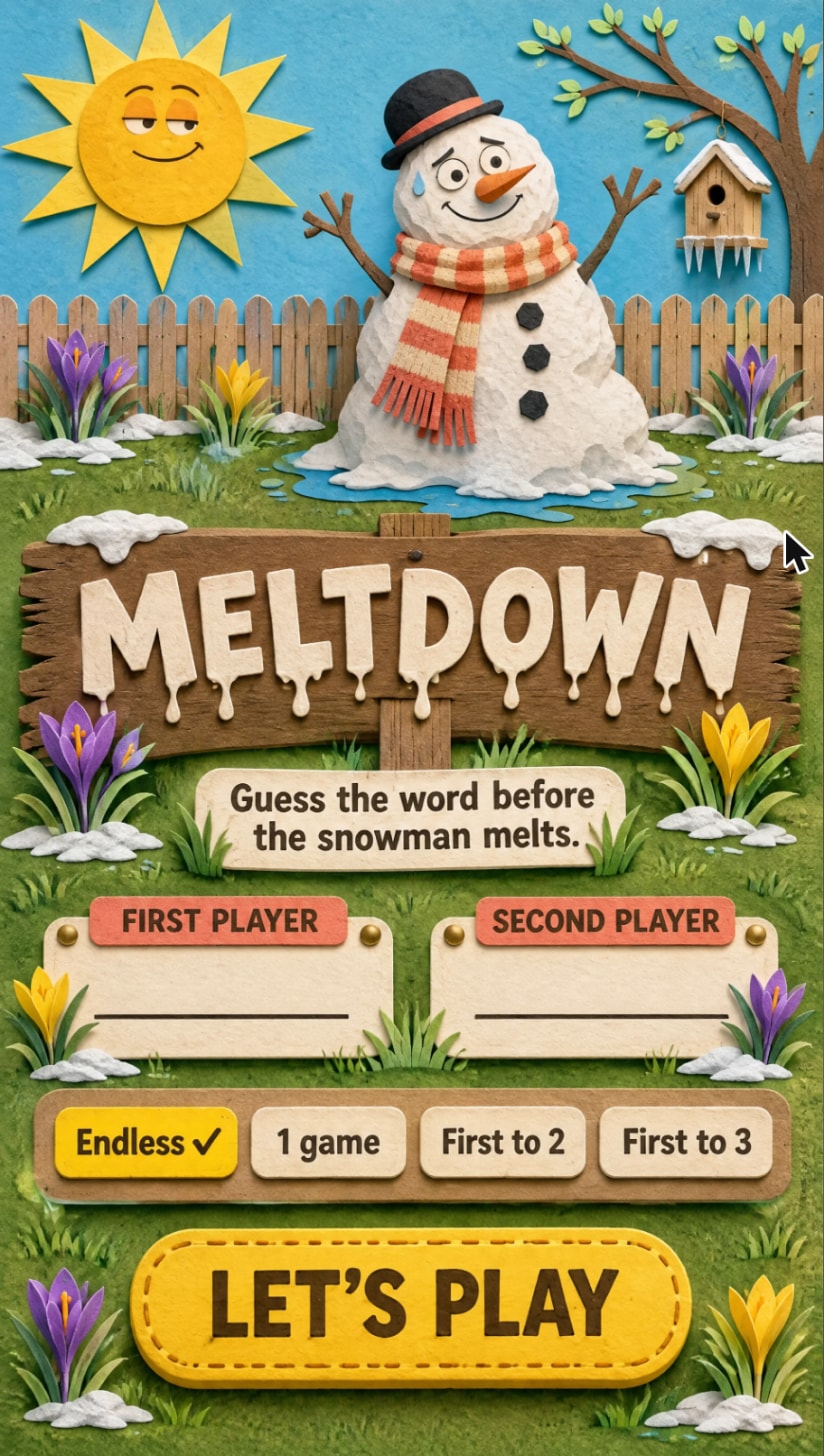 MELTDOWN
Guess the word before
the snowman melts.
FIRST PLAYER
SECOND PLAYER
Endless ✓
1 game
First to 2
First to 3
LET'S PLAY